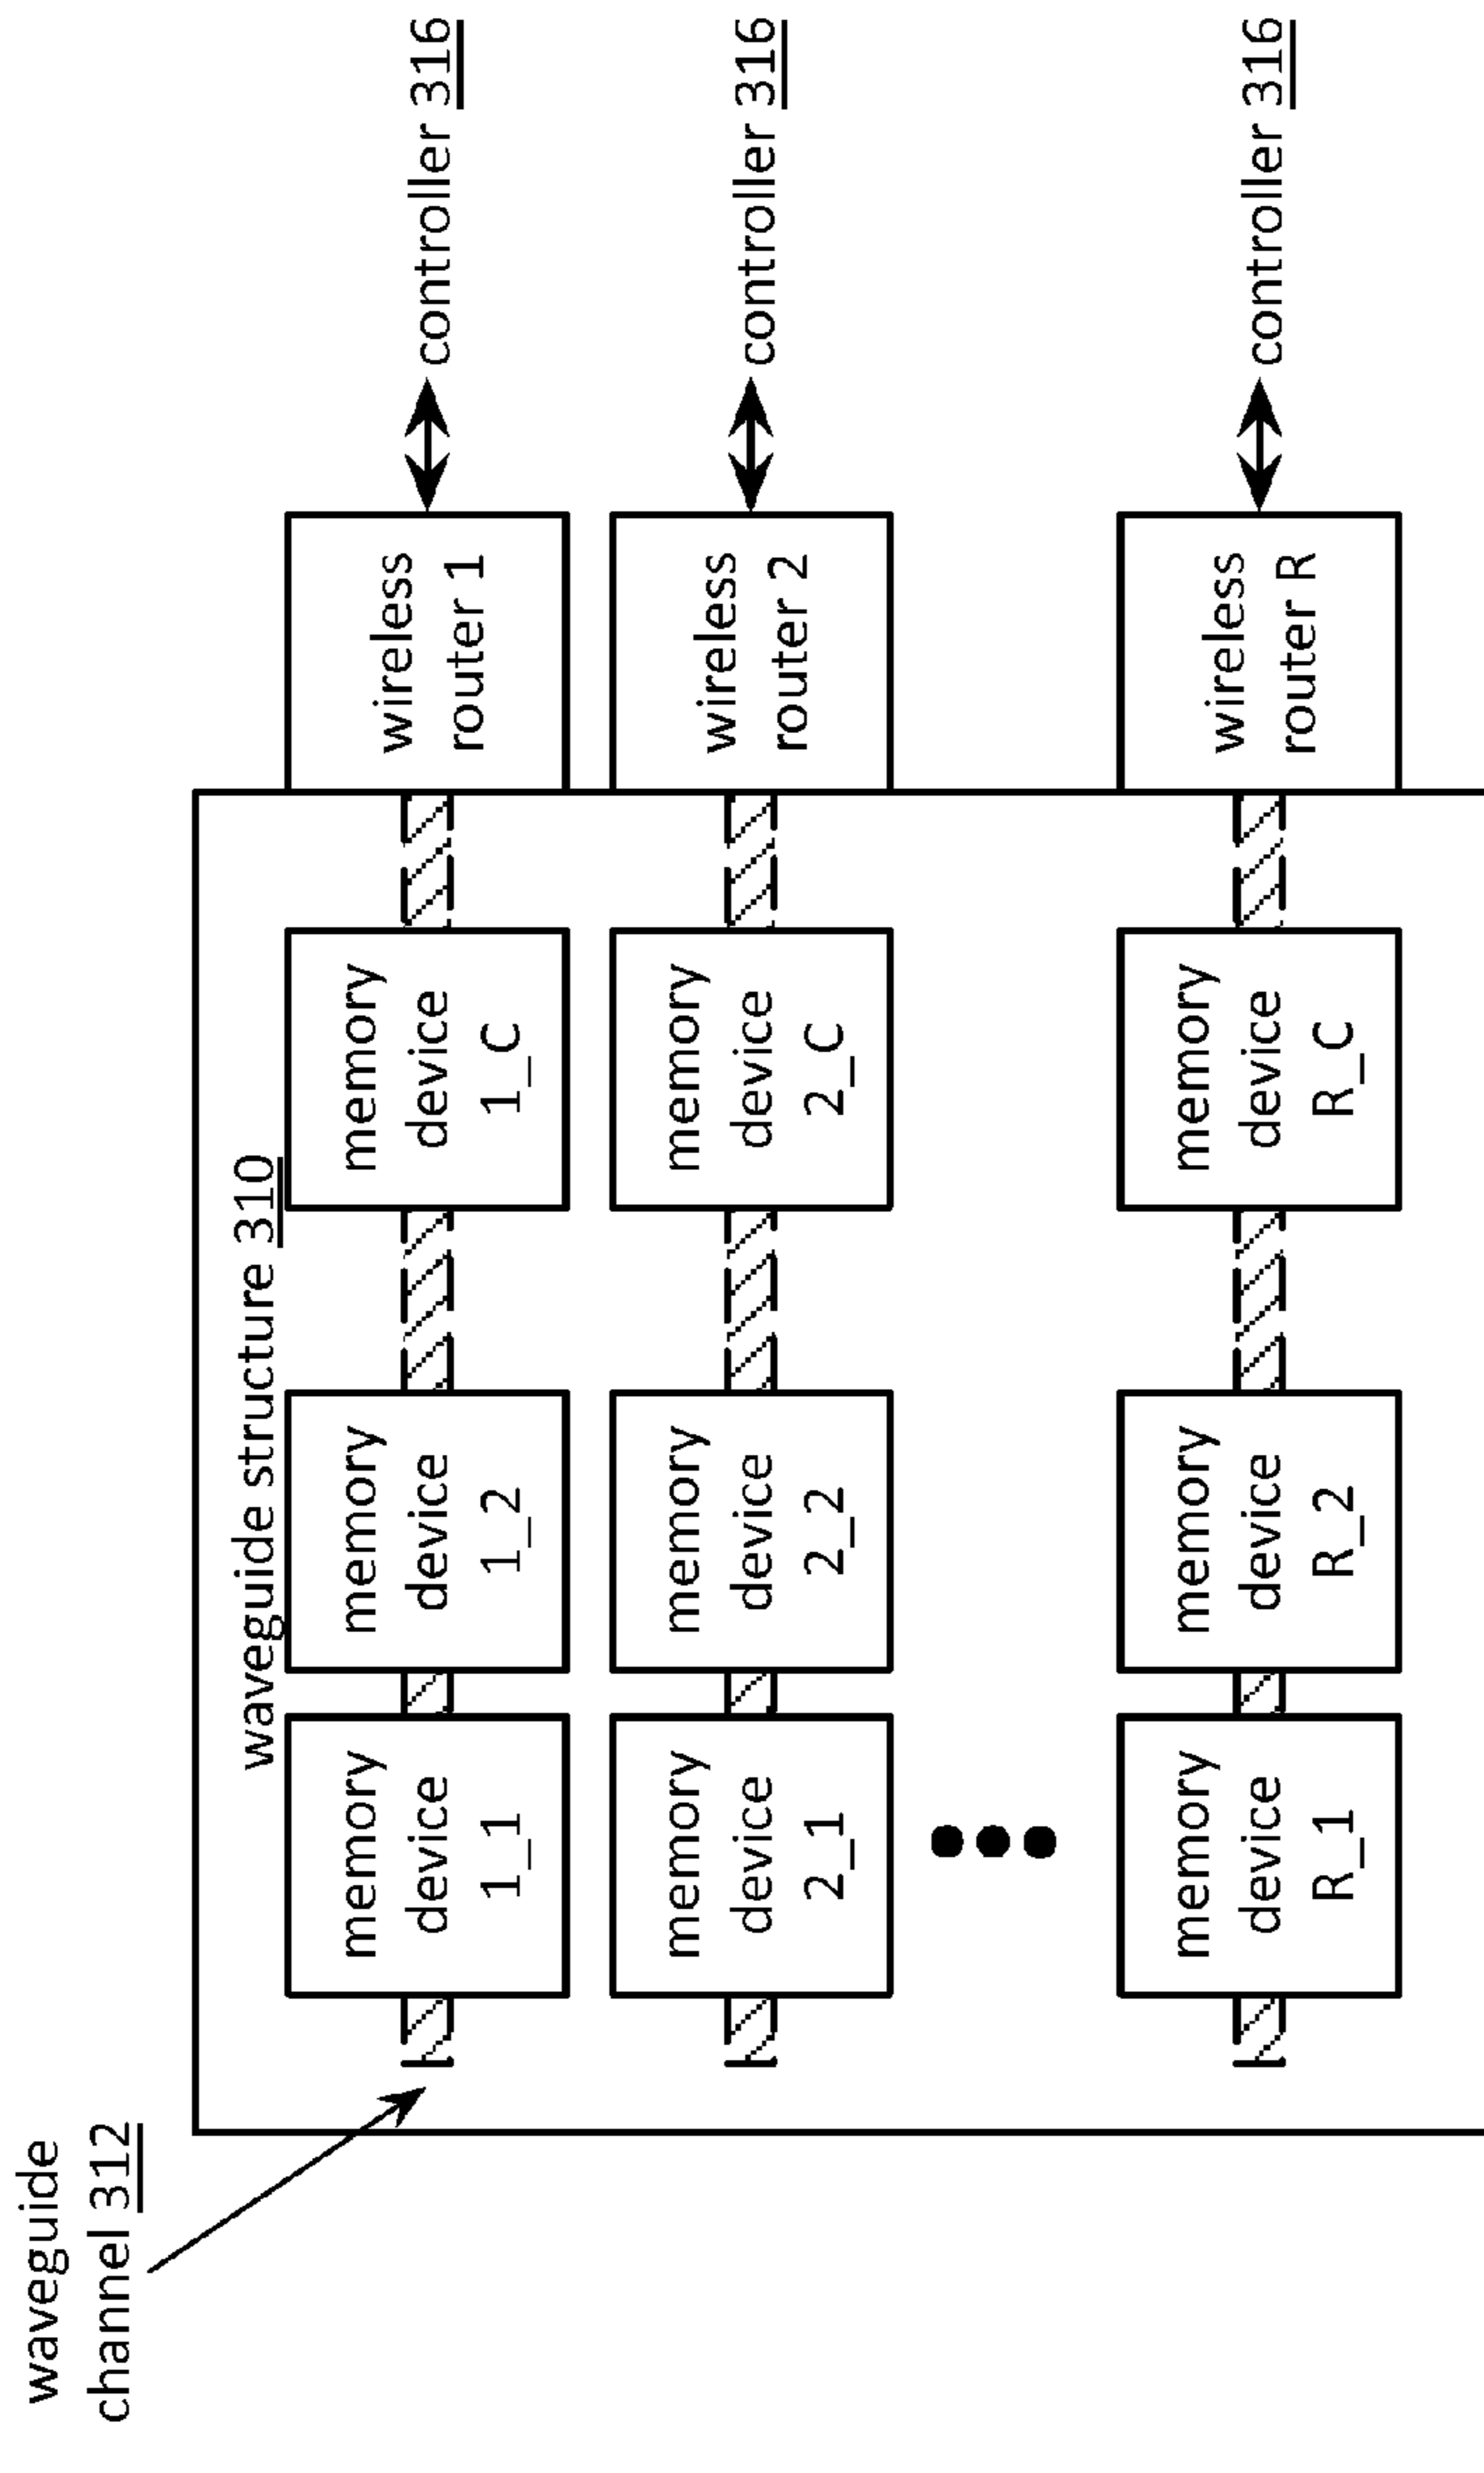 waveguide
channel 312
waveguide structure 310
memory
device
1_1
memory
device
1_2
memory
device
1_C
wireless
router 1
controller 316
memory
device
2_1
memory
device
2_2
memory
device
2_C
wireless
router 2
controller 316
memory
device
R_1
memory
device
R_2
memory
device
R_C
wireless
router R
controller 316